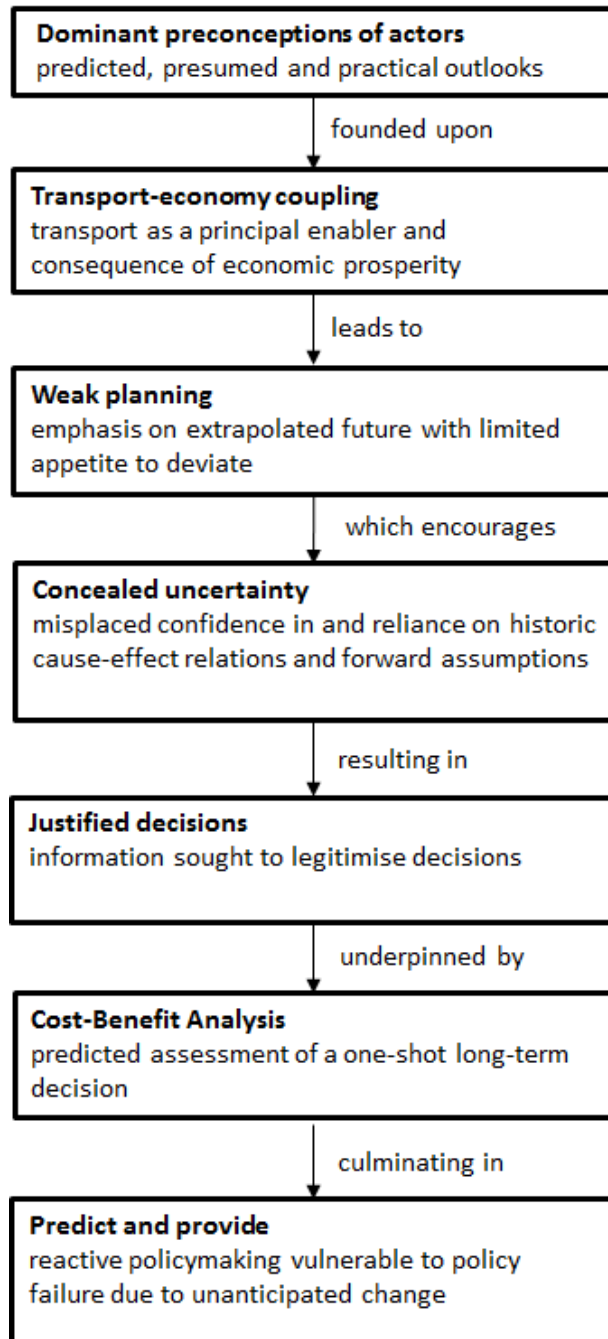 Dominant preconceptions of actors
predicted, presumed and practical outlooks
founded upon
Transport-economy coupling
transport as a principal enabler and
consequence of economic prosperity
leads to
Weak planning
emphasis on extrapolated future with limited
appetite to deviate
which encourages
Concealed uncertainty
misplaced confidence in and reliance on historic
cause-effect relations and forward assumptions
resulting in
Justified decisions
information sought to legitimise decisions
underpinned by
Cost-Benefit Analysis
predicted assessment of a one-shot long-term
decision
culminating in
Predict and provide
reactive policymaking vulnerable to policy
failure due to unanticipated change